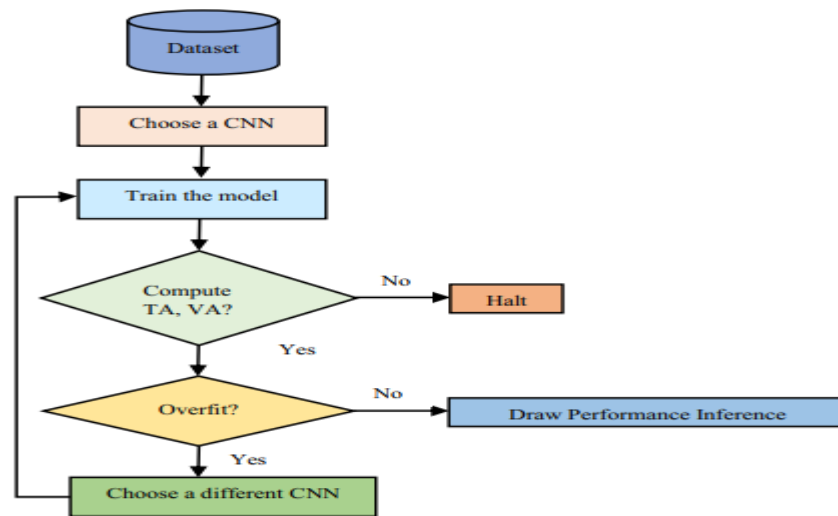 Dataset
Choose a CNN
Train the model
Compute
TA, VA?
No
Halt
Yes
Overfit?
No
Draw Performance Inference
Yes
Choose a different CNN